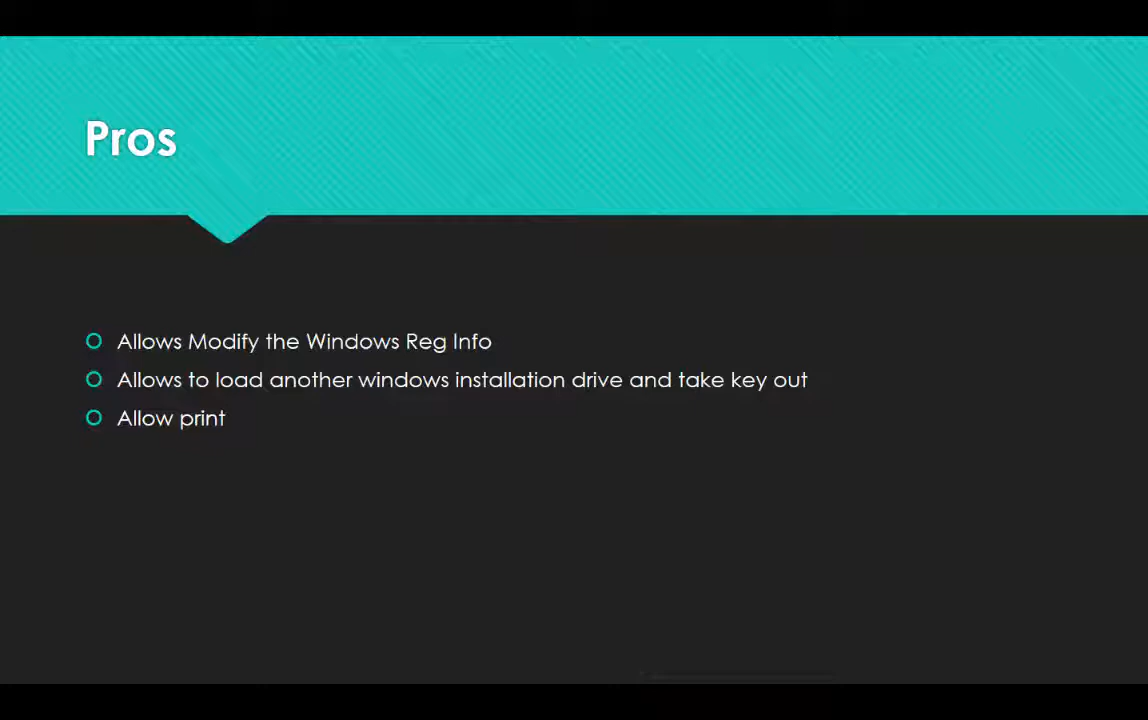 Pros
Allows Modify the Windows Reg Info
Allows to load another windows installation drive and take key out
Allow print